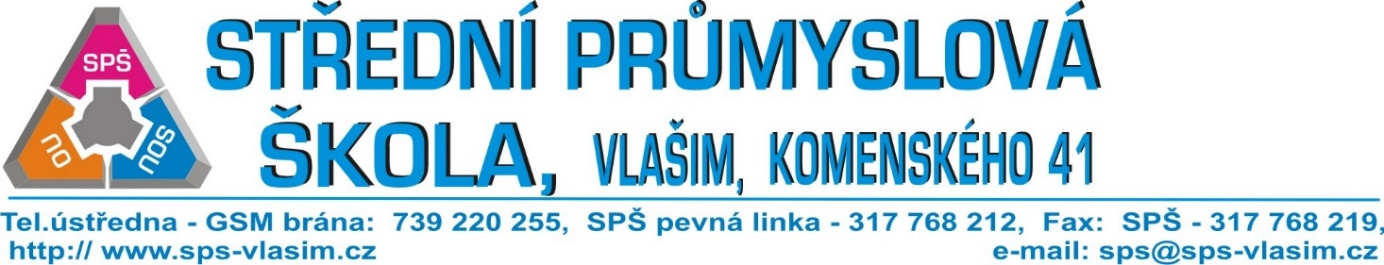 SPŠ
OU
SOU
STŘEDNÍ PRŮMYSLOVÁ
ŠKOLA, VLAŠIM, KOMENSKÉHO 41
Tel.ústředna - GSM brána: 739 220 255, SPŠ pevná linka - 317 768 212, Fax: SPŠ - 317 768 219,
http:// www.sps-vlasim.cz e-mail: sps@sps-vlasim.cz